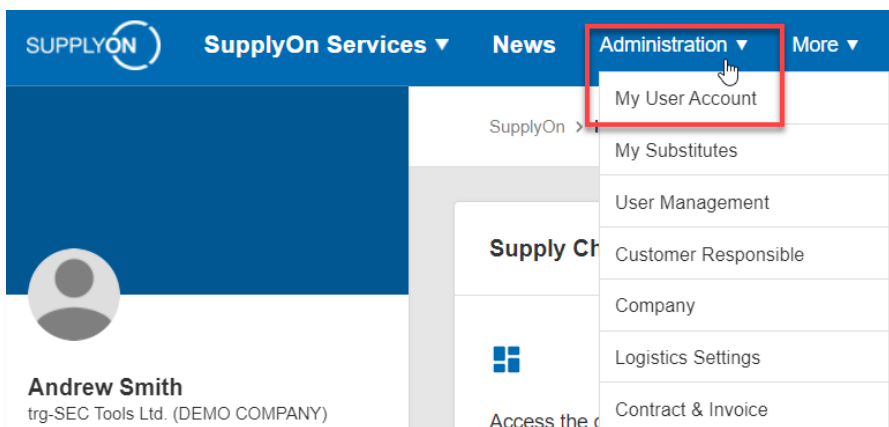 SUPPLYON SupplyOn Services ▼ News Administration ▼ More ▼
My User Account
SupplyOn >
My Substitutes
User Management
Supply Ch
Customer Responsible
Company
Logistics Settings
Andrew Smith
trg-SEC Tools Ltd. (DEMO COMPANY)
Access the
Contract & Invoice